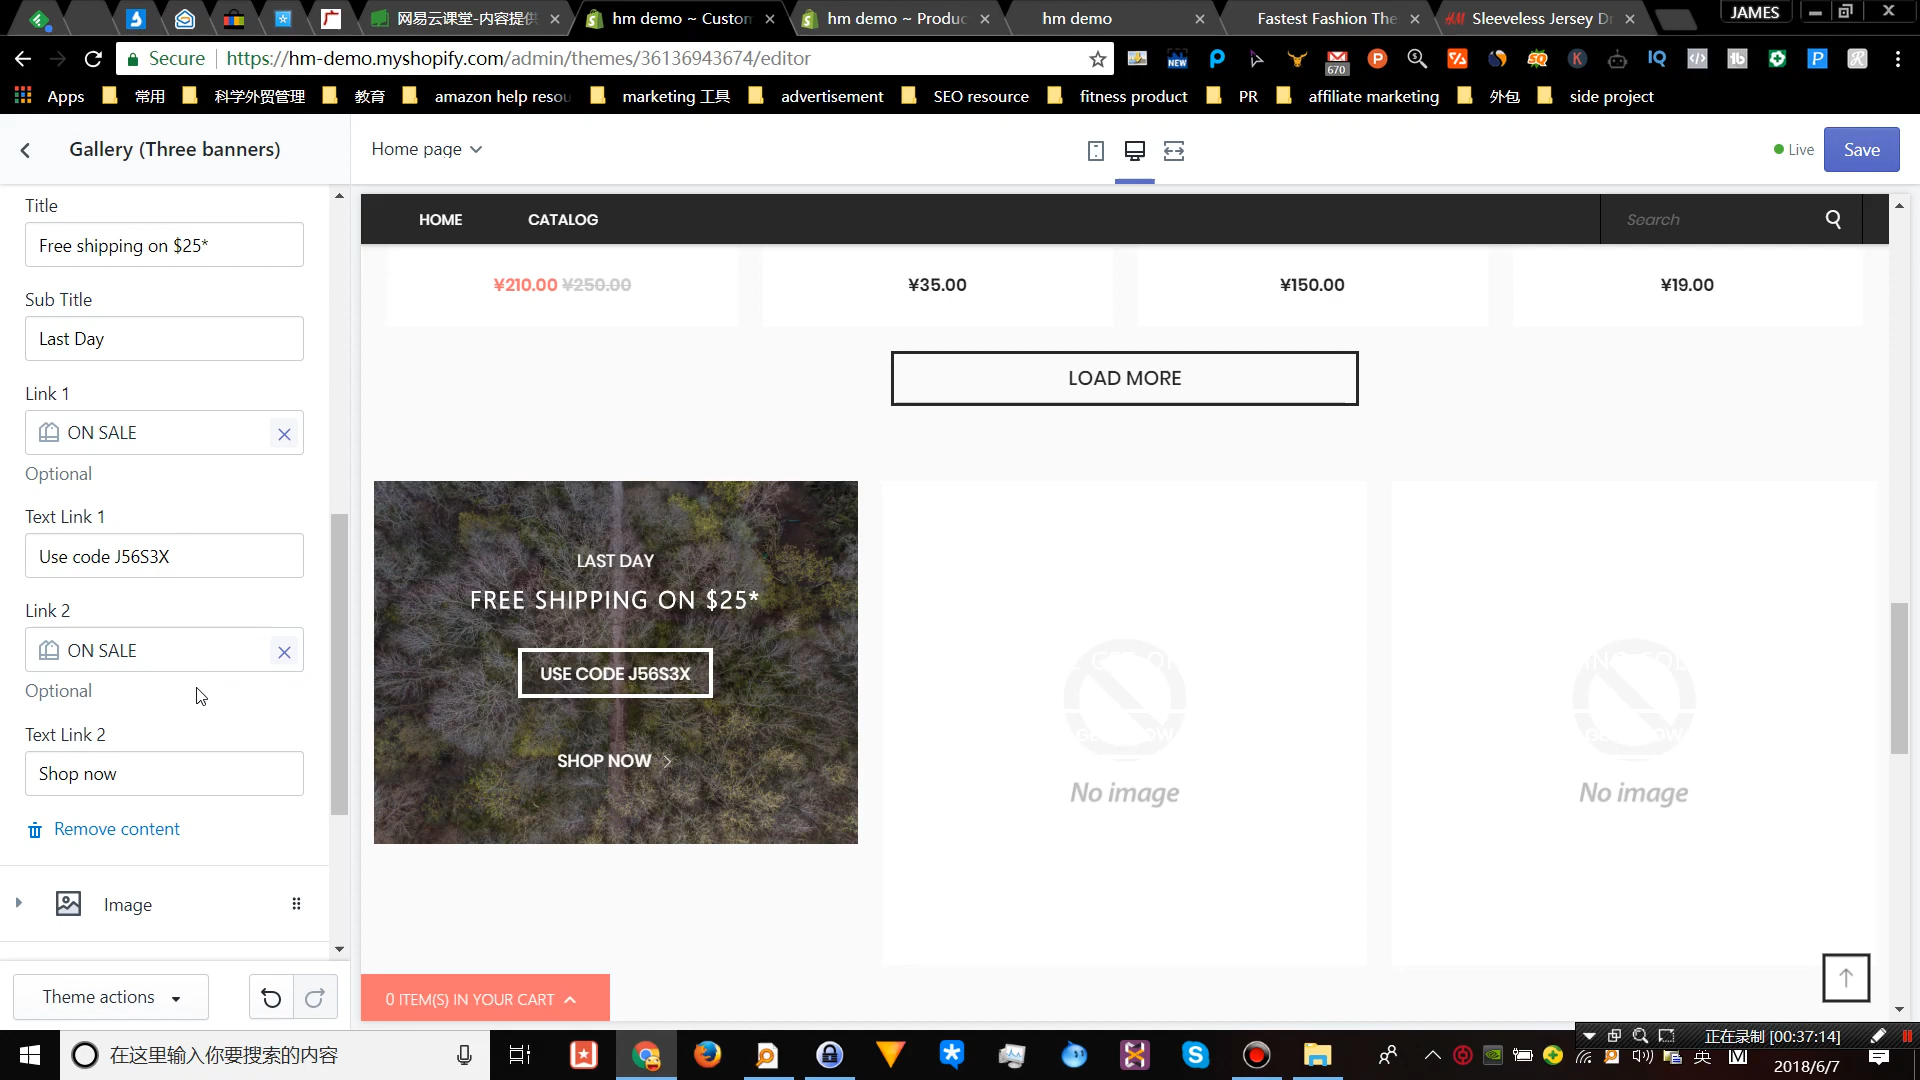 网易云课堂-内容提供
hm demo ~ Custom
hm demo ~ Produc
hm demo
Fastest Fashion The
Sleeveless Jersey Dr
JAMES
Secure
https://hm-demo.myshopify.com/admin/themes/36136943674/editor
NEW
670
Apps
常用
科学外贸管理
教育
amazon help resou
marketing 工具
advertisement
SEO resource
fitness product
PR
affiliate marketing
外包
side project
Gallery (Three banners)
Home page
Live
Save
Title
Free shipping on $25*
Sub Title
Last Day
Link 1
ON SALE
Optional
Text Link 1
Use code J56S3X
Link 2
ON SALE
Optional
Text Link 2
Shop now
Remove content
Image
Theme actions
HOME
CATALOG
Search
¥210.00 ¥250.00
¥35.00
¥150.00
¥19.00
LOAD MORE
LAST DAY
FREE SHIPPING ON $25*
USE CODE J56S3X
SHOP NOW
No image
No image
0 ITEM(S) IN YOUR CART
在这里输入你要搜索的内容
正在录制 [00:37:14]
英
2018/6/7